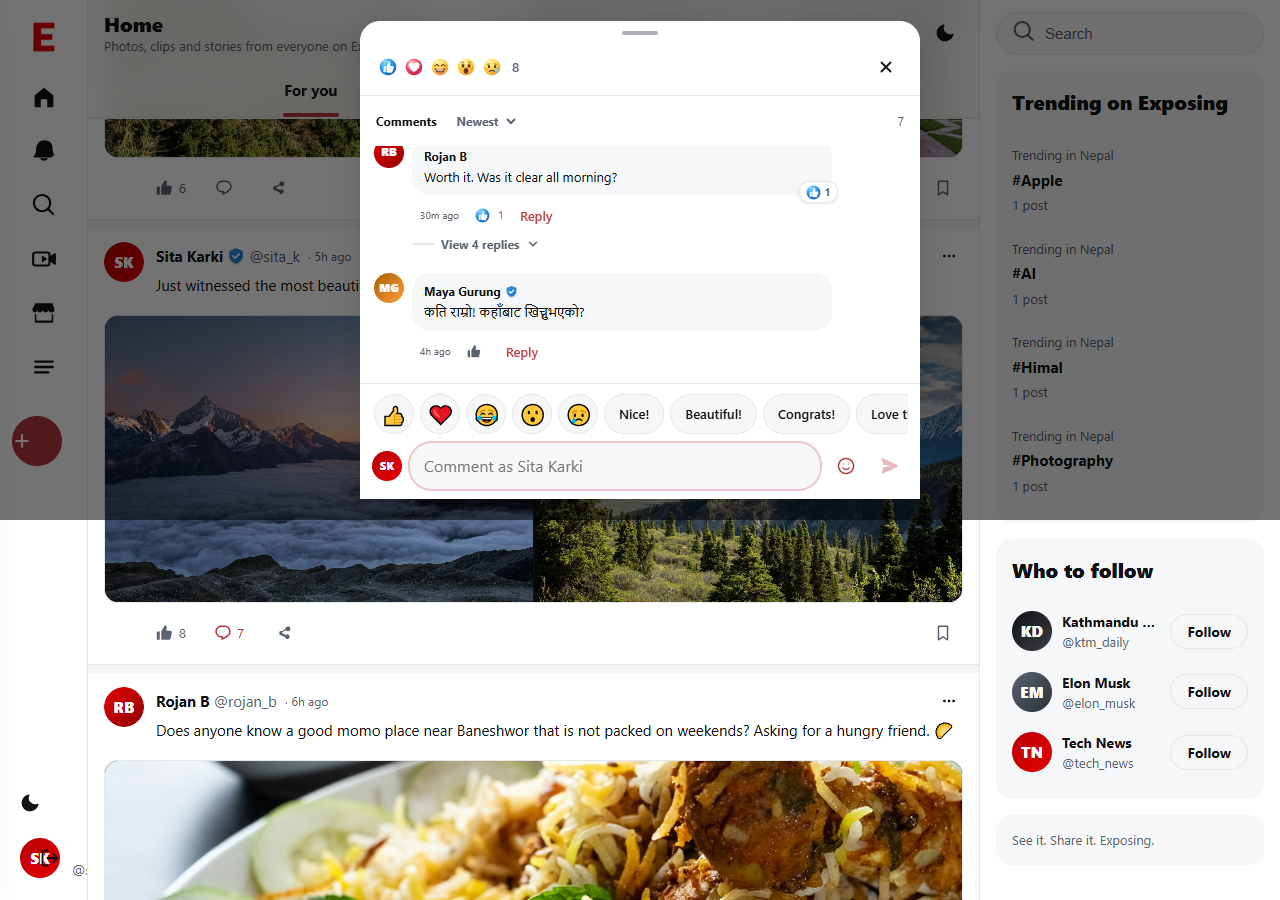 E
Home
Photos, clips and stories from everyone on Ex
For you
6
SK
Sita Karki @sita_k · 5h ago
Just witnessed the most beauti
8
Comments Newest 7
RB
Rojan B
Worth it. Was it clear all morning?
1
30m ago 1 Reply
View 4 replies
MG
Maya Gurung
कति राम्रो! कहाँबाट खिच्नुभएको?
4h ago Reply
Nice! Beautiful! Congrats! Love t
SK
Comment as Sita Karki
8 7
RB
Rojan B @rojan_b · 6h ago
Does anyone know a good momo place near Baneshwor that is not packed on weekends? Asking for a hungry friend.
Search
Trending on Exposing
Trending in Nepal
#Apple
1 post
Trending in Nepal
#AI
1 post
Trending in Nepal
#Himal
1 post
Trending in Nepal
#Photography
1 post
Who to follow
KD
Kathmandu ...
@ktm_daily
Follow
EM
Elon Musk
@elon_musk
Follow
TN
Tech News
@tech_news
Follow
See it. Share it. Exposing.